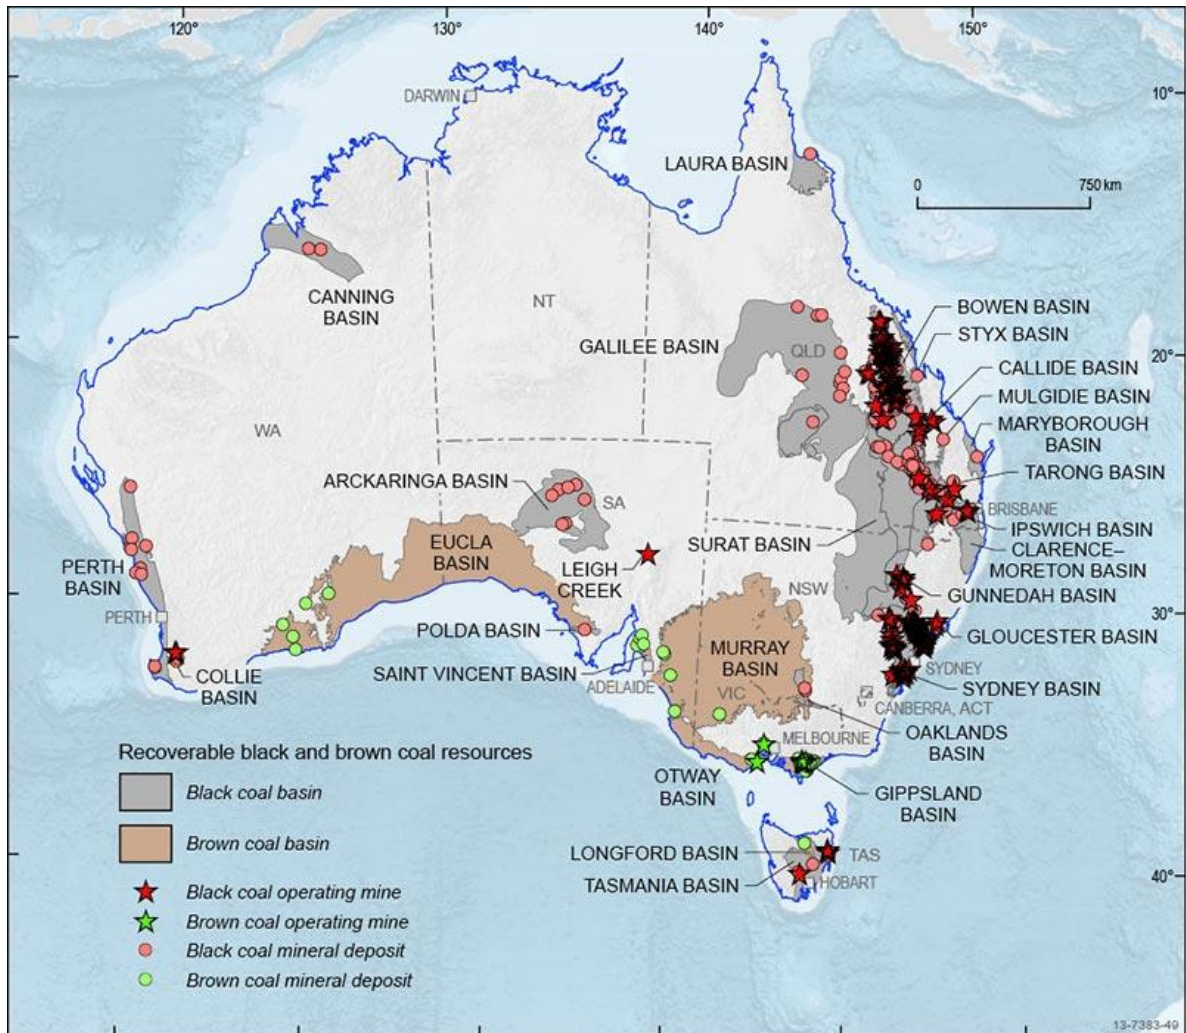 120°
130°
140°
150°
DARWIN
10°
LAURA BASIN
0
750 km
CANNING
BASIN
NT
BOWEN BASIN
STYX BASIN
GALILEE BASIN
QLD
20°
CALLIDE BASIN
MULGIDIE BASIN
MARYBOROUGH
BASIN
WA
TARONG BASIN
ARCKARINGA BASIN
SA
BRISBANE
IPSWICH BASIN
EUCLA
BASIN
SURAT BASIN
CLARENCE–
MORETON BASIN
LEIGH
CREEK
PERTH
BASIN
NSW
GUNNEDAH BASIN
PERTH
30°
POLDA BASIN
GLOUCESTER BASIN
MURRAY
BASIN
SAINT VINCENT BASIN
SYDNEY
COLLIE
BASIN
ADELAIDE
VIC
SYDNEY BASIN
CANBERRA, ACT
OAKLANDS
BASIN
MELBOURNE
OTWAY
BASIN
GIPPSLAND
BASIN
LONGFORD BASIN
TAS
TASMANIA BASIN
HOBART
40°
Recoverable black and brown coal resources
Black coal basin
Brown coal basin
Black coal operating mine
Brown coal operating mine
Black coal mineral deposit
Brown coal mineral deposit
13-7383-49